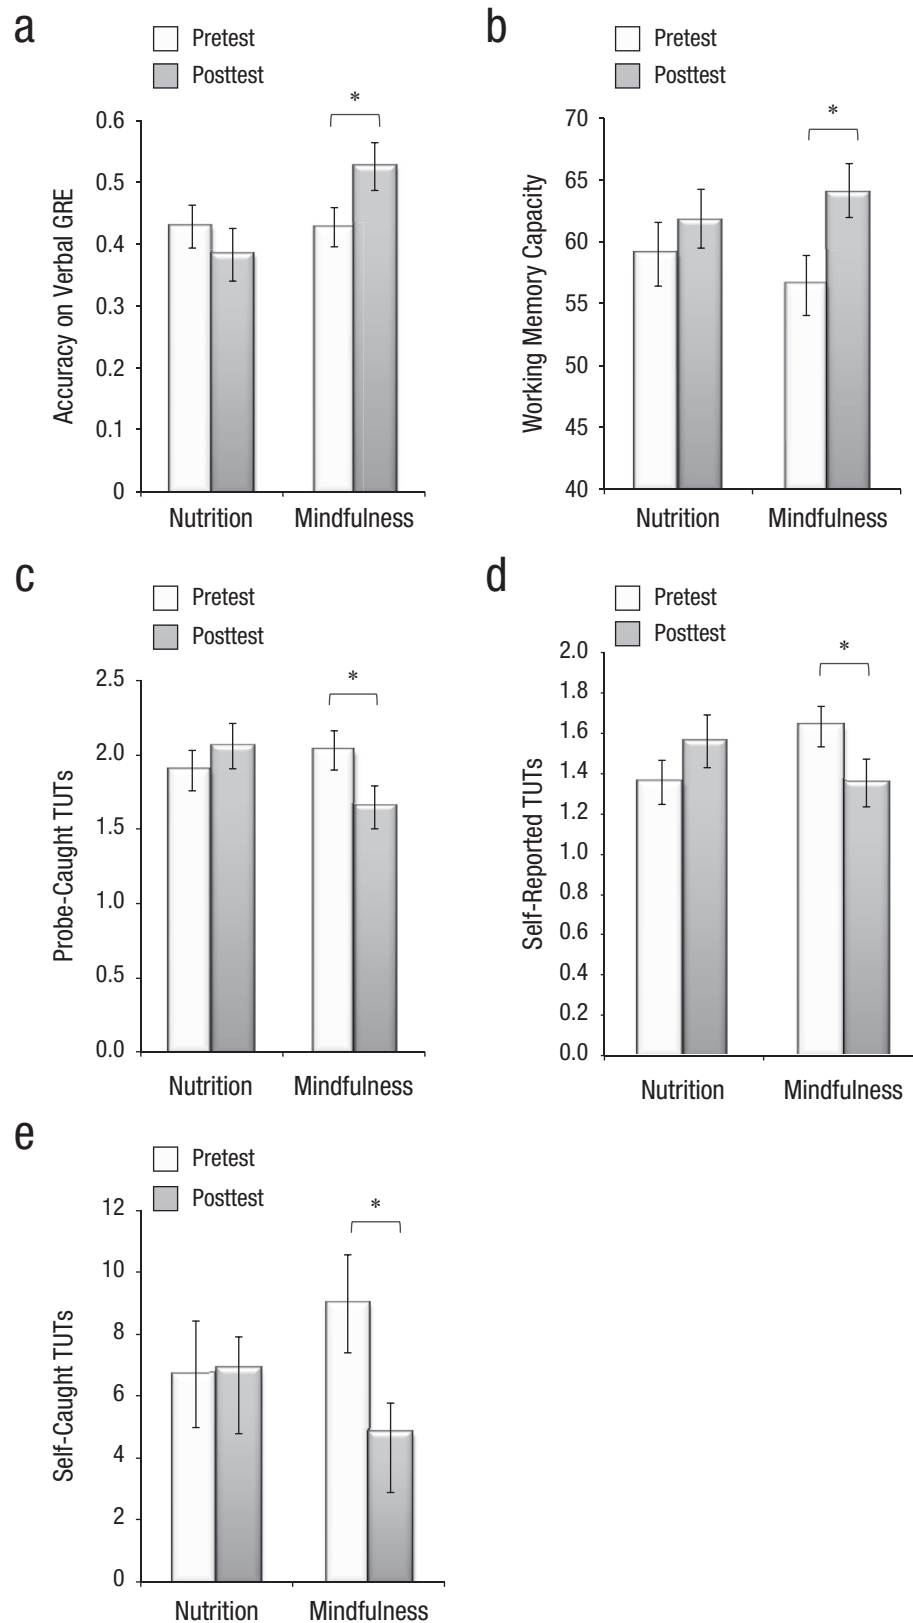 a
Pretest
Posttest
*
0.6
0.5
0.4
0.3
0.2
0.1
0
Accuracy on Verbal GRE
Nutrition Mindfulness
b
Pretest
Posttest
*
70
65
60
55
50
45
40
Working Memory Capacity
Nutrition Mindfulness
c
Pretest
Posttest
*
2.5
2.0
1.5
1.0
0.5
0.0
Probe-Caught TUTs
Nutrition Mindfulness
d
Pretest
Posttest
*
2.0
1.8
1.6
1.4
1.2
1.0
0.8
0.6
0.4
0.2
0.0
Self-Reported TUTs
Nutrition Mindfulness
e
Pretest
Posttest
*
12
10
8
6
4
2
0
Self-Caught TUTs
Nutrition Mindfulness